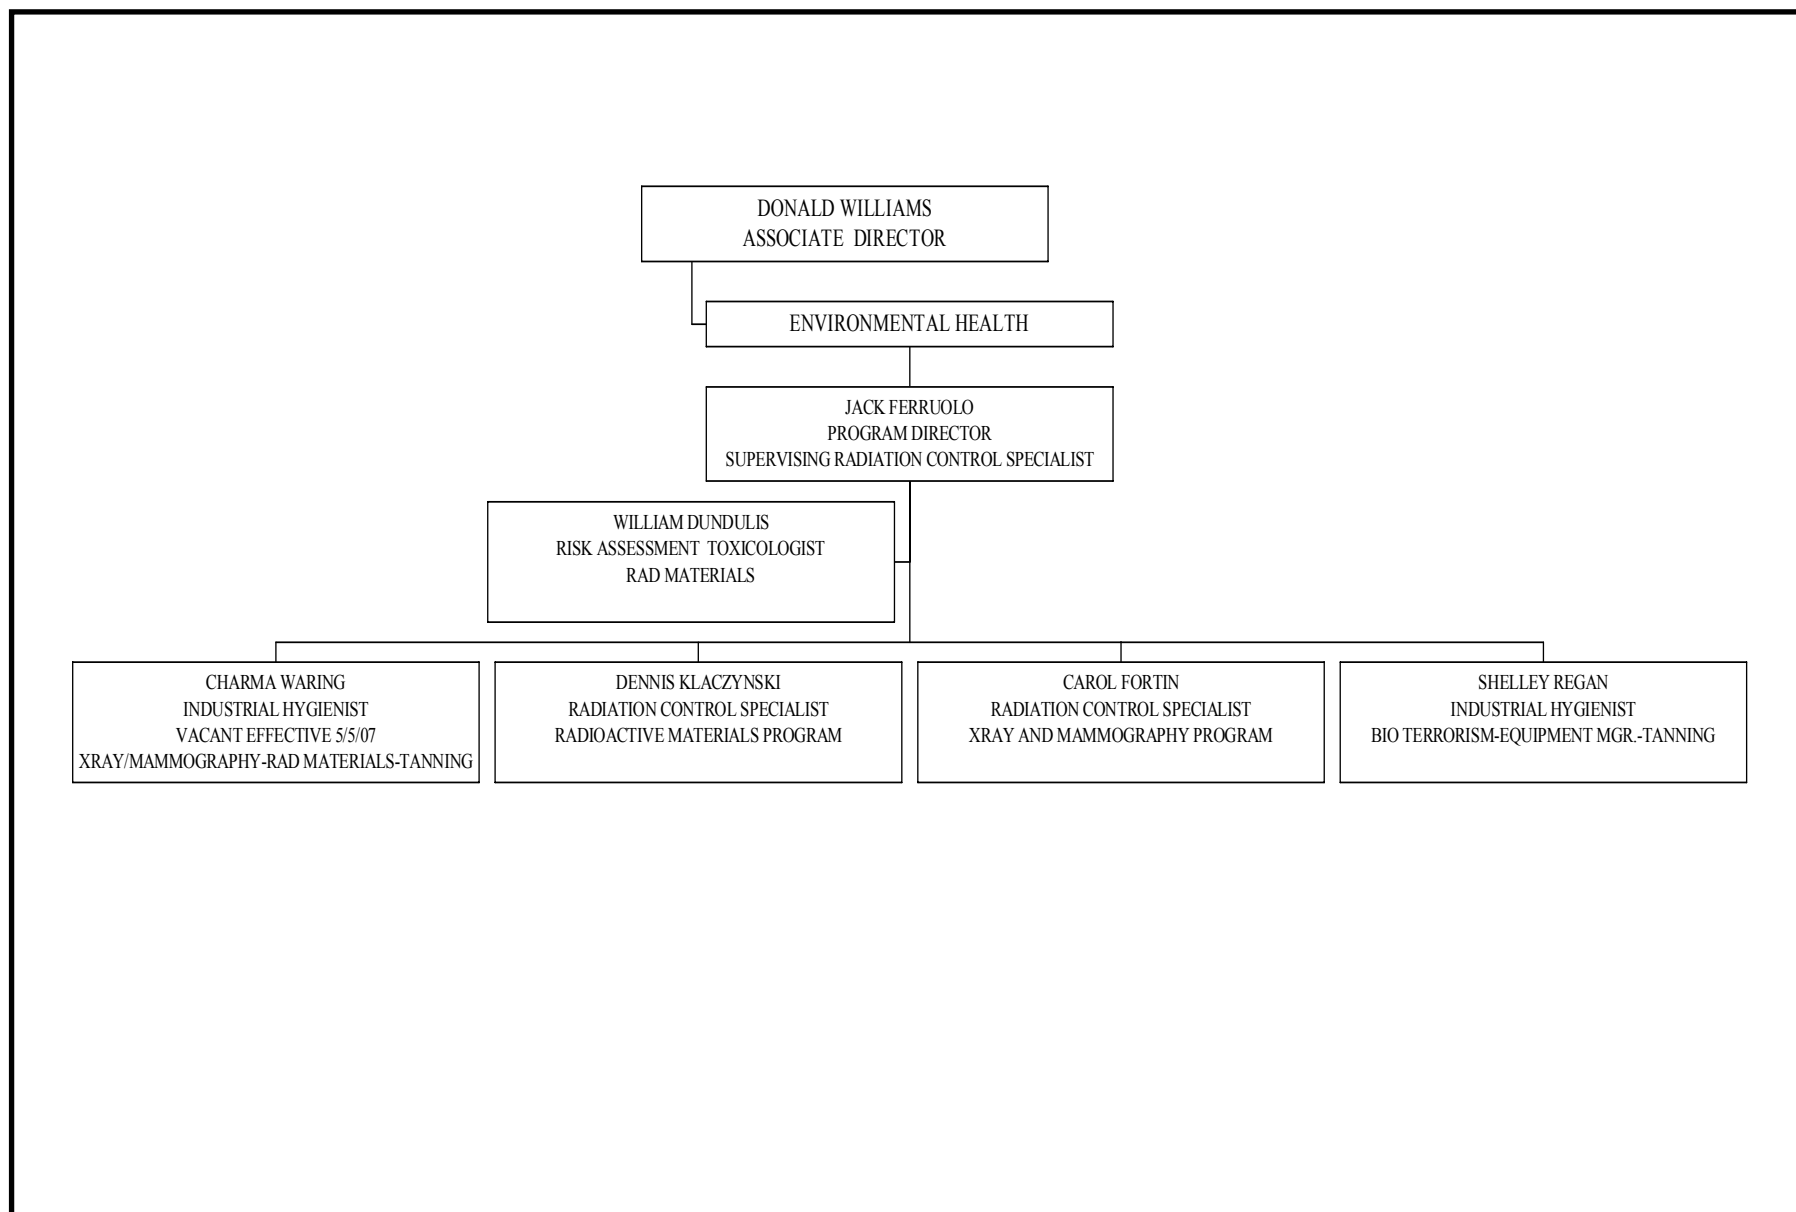 DONALD WILLIAMS
ASSOCIATE DIRECTOR
ENVIRONMENTAL HEALTH
JACK FERRUOLO
PROGRAM DIRECTOR
SUPERVISING RADIATION CONTROL SPECIALIST
WILLIAM DUNDULIS
RISK ASSESSMENT TOXICOLOGIST
RAD MATERIALS
CHARMA WARING
INDUSTRIAL HYGIENIST
VACANT EFFECTIVE 5/5/07
XRAY/MAMMOGRAPHY-RAD MATERIALS-TANNING
DENNIS KLACZYNSKI
RADIATION CONTROL SPECIALIST
RADIOACTIVE MATERIALS PROGRAM
CAROL FORTIN
RADIATION CONTROL SPECIALIST
XRAY AND MAMMOGRAPHY PROGRAM
SHELLEY REGAN
INDUSTRIAL HYGIENIST
BIO TERRORISM-EQUIPMENT MGR.-TANNING